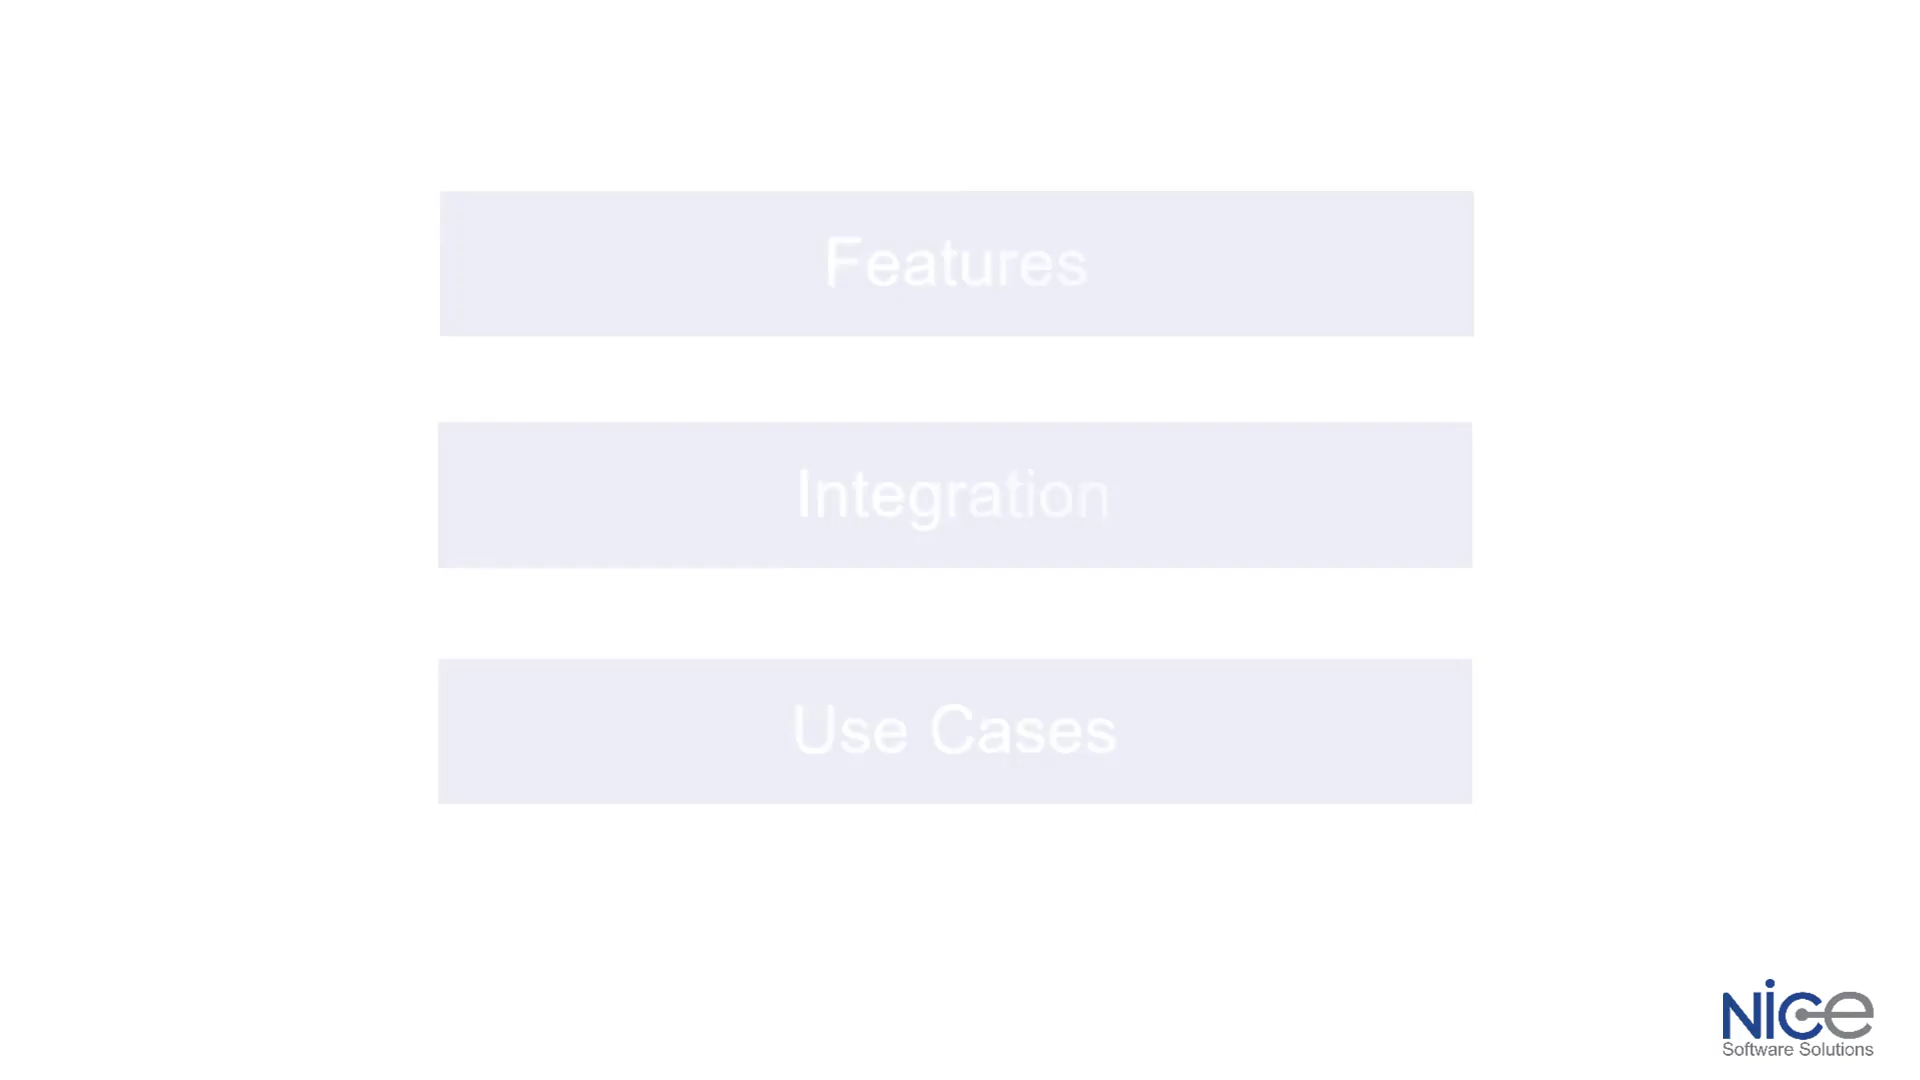 Features
Integration
Use Cases
Nice
Software Solutions